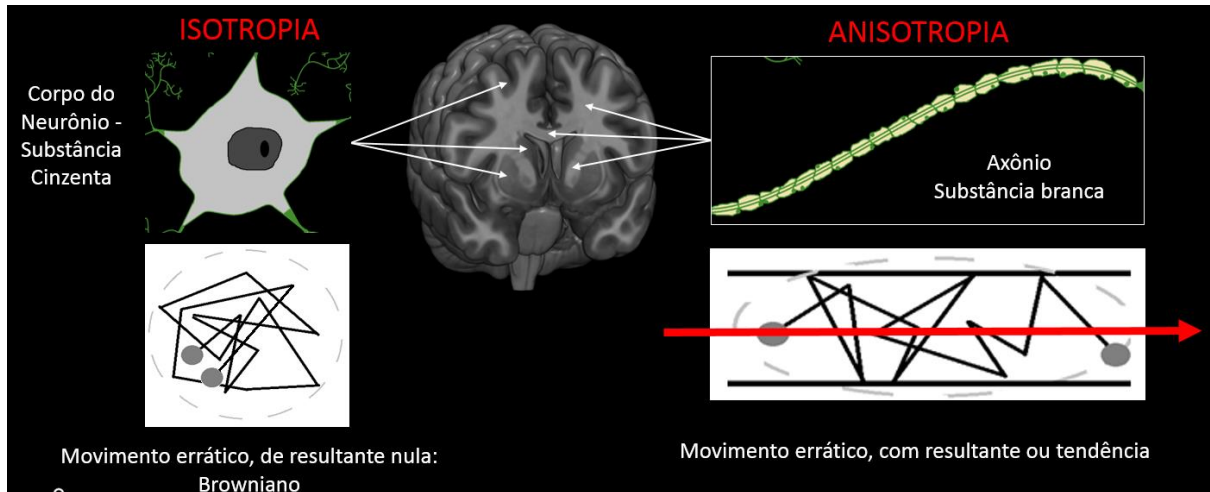 ISOTROPIA
Corpo do
Neurônio -
Substância
Cinzenta
ANISOTROPIA
Axônio
Substância branca
Movimento errático, de resultante nula:
Browniano
Movimento errático, com resultante ou tendência